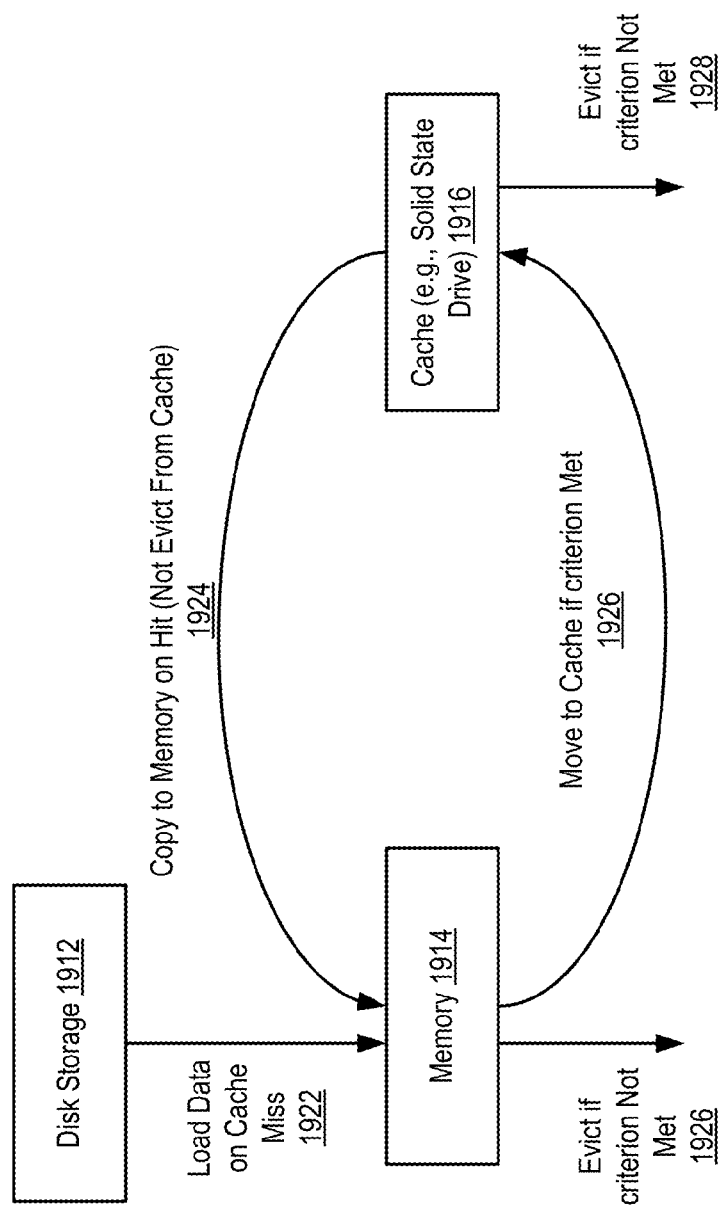 Disk Storage 1912
Load Data
on Cache
Miss
1922
Copy to Memory on Hit (Not Evict From Cache)
1924
Memory 1914
Cache (e.g., Solid State
Drive) 1916
Move to Cache if criterion Met
1926
Evict if
criterion Not
Met
1926
Evict if
criterion Not
Met
1928